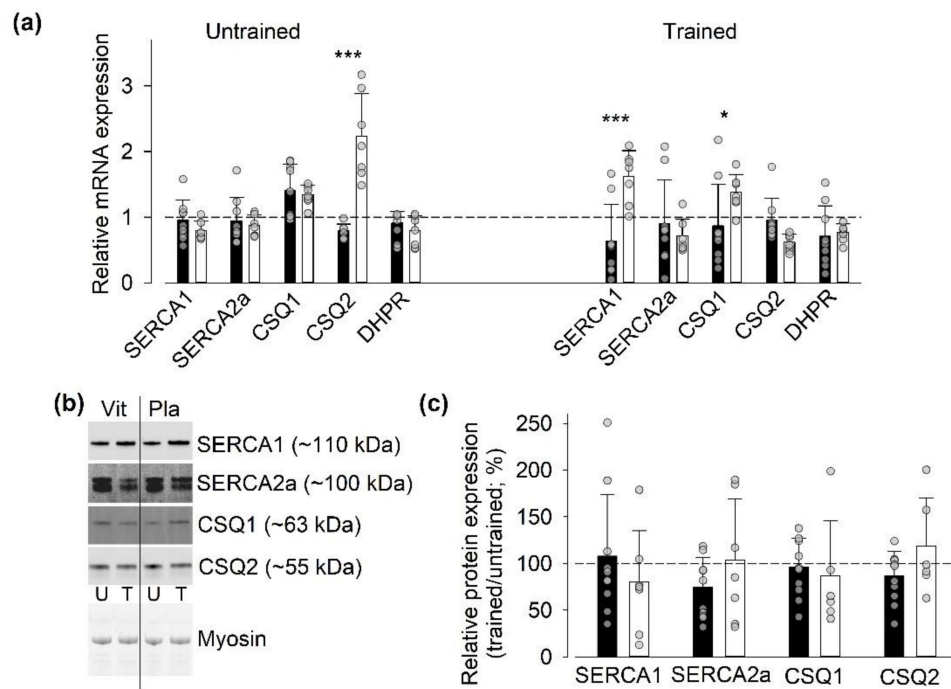 (a)
Untrained
Trained
Relative mRNA expression
3
2
1
0
***
***
*
SERCA1
SERCA2a
CSQ1
CSQ2
DHPR
SERCA1
SERCA2a
CSQ1
CSQ2
DHPR
(b)
Vit Pla
SERCA1 (~110 kDa)
SERCA2a (~100 kDa)
CSQ1 (~63 kDa)
CSQ2 (~55 kDa)
U T U T
Myosin
(c)
Relative protein expression
(trained/untrained; %)
250
200
150
100
50
0
SERCA1
SERCA2a
CSQ1
CSQ2